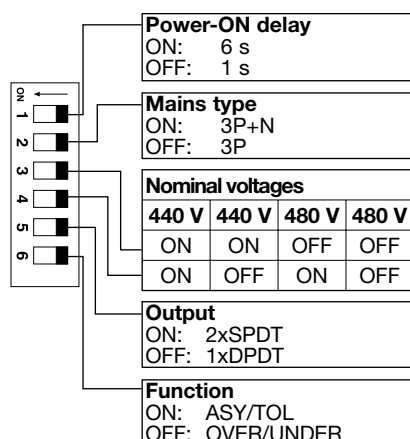 Power-ON delay
ON: 6 s
OFF: 1 s
ON
1
2
3
4
5
6
Mains type
ON: 3P+N
OFF: 3P
Nominal voltages
440 V 440 V 480 V 480 V
ON ON OFF OFF
ON OFF ON OFF
Output
ON: 2xSPDT
OFF: 1xDPDT
Function
ON: ASY/TOL
OFF: OVER/UNDER